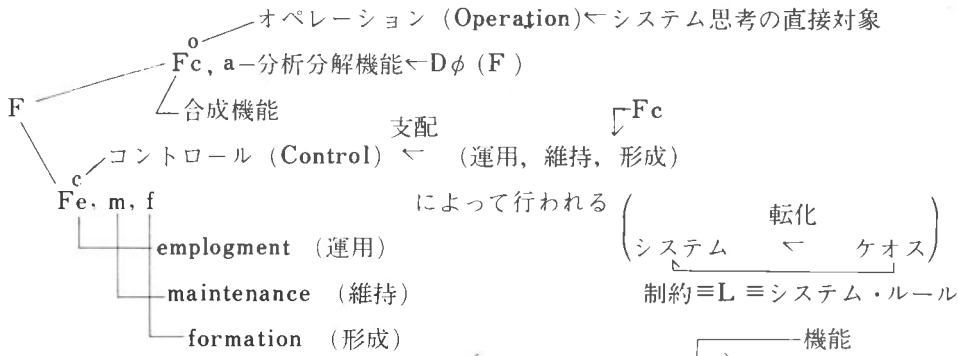 オペレーション (Operation)←システム思考の直接対象
o
Fc, a−分析分解機能←Dφ (F )
F
合成機能
Fc
支配
コントロール (Control) ← (運用, 維持, 形成)
c
Fe, m, f
によって行われる
転化
システム ← ケオス
emplogment (運用)
maintenance (維持)
制約≡L≡システム・ルール
formation (形成)
機能